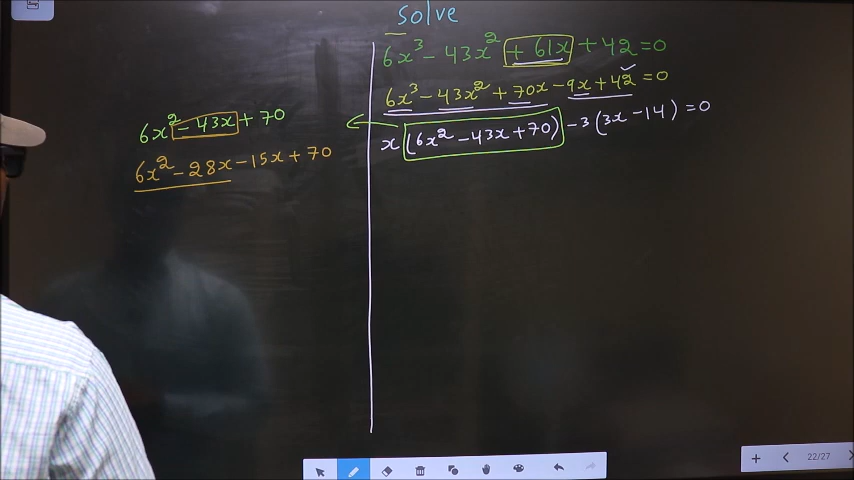 solve
6x³ - 43x² + 61x + 42 = 0
6x³ - 43x² + 70x - 9x + 42 = 0
x (6x² - 43x + 70) - 3 (3x - 14) = 0
6x² - 43x + 70
6x² - 28x - 15x + 70
22/27